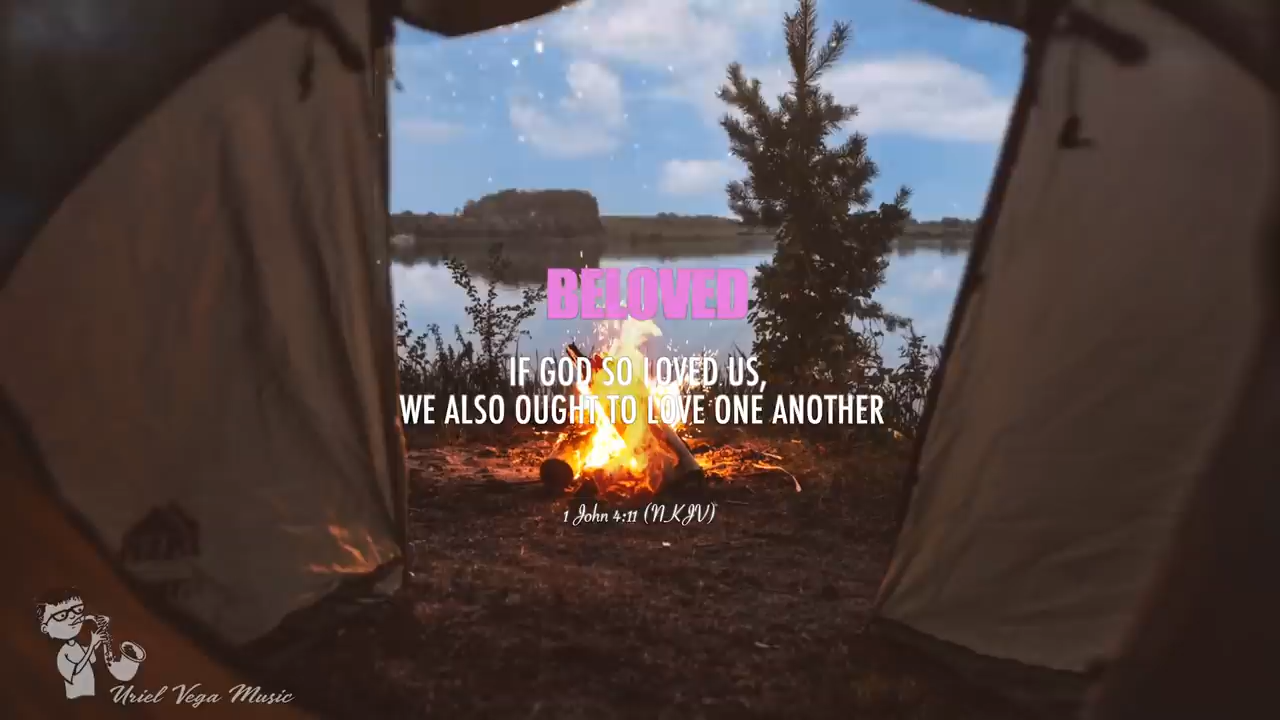 BELOVED
IF GOD SO LOVED US,
WE ALSO OUGHT TO LOVE ONE ANOTHER
1 John 4:11 (NKJV)
Uriel Vega Music